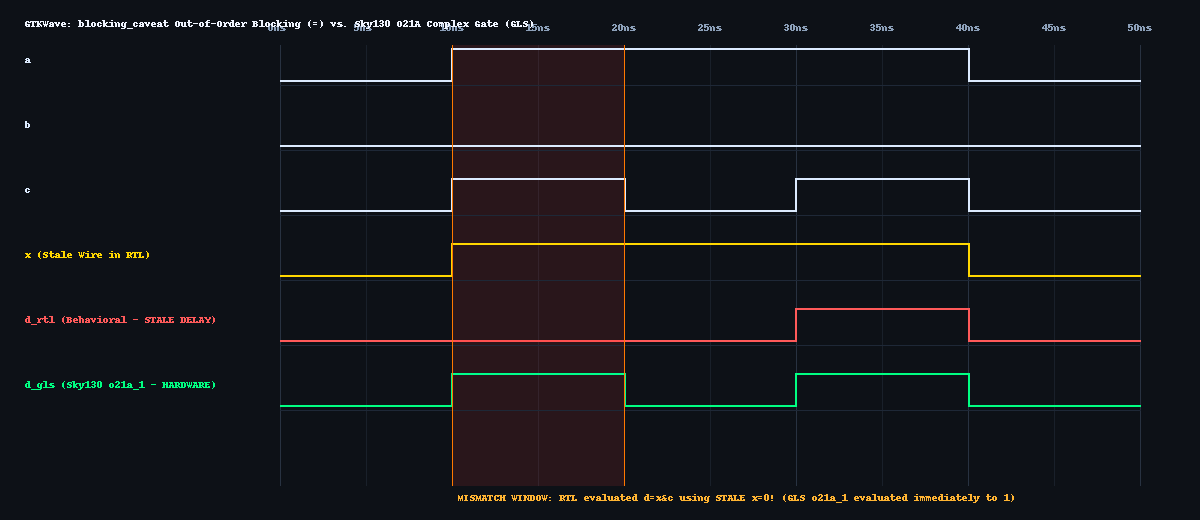 GTKWave: blocking_caveat Out-of-Order Blocking (=) vs. Sky130 O21A Complex Gate (GLS)
0ns 5ns 10ns 15ns 20ns 25ns 30ns 35ns 40ns 45ns 50ns
a
b
c
x (Stale Wire in RTL)
d_rtl (Behavioral - STALE DELAY)
d_gls (Sky130 o21a_1 - HARDWARE)
MISMATCH WINDOW: RTL evaluated d=x&c using STALE x=0! (GLS o21a_1 evaluated immediately to 1)